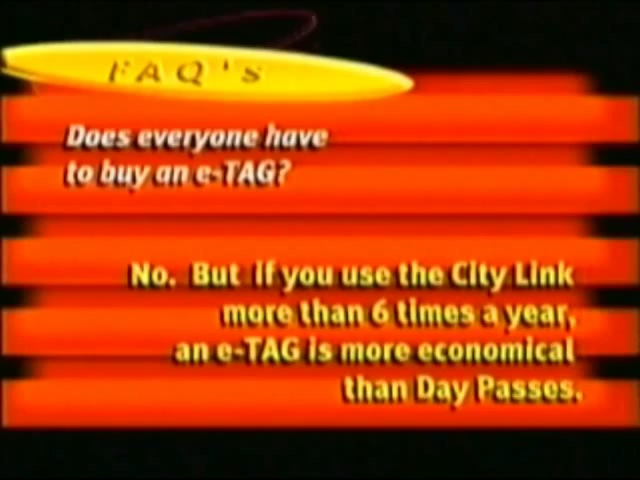 FAQ's
Does everyone have
to buy an e-TAG?
No. But if you use the City Link
more than 6 times a year,
an e-TAG is more economical
than Day Passes.